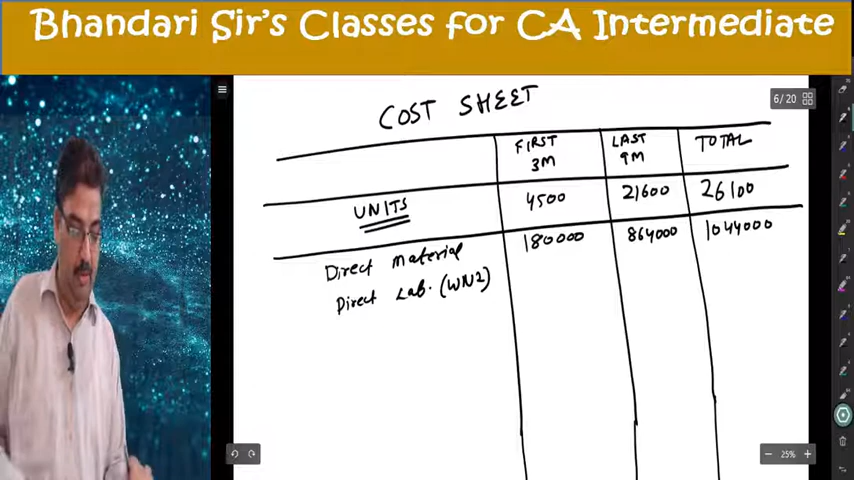 Bhandari Sir's Classes for CA Intermediate
6/20
COST SHEET
FIRST 3M LAST 9M TOTAL
UNITS 4500 21600 26100
Direct Material 180000 864000 1044000
Direct Lab. (WN2)
25%